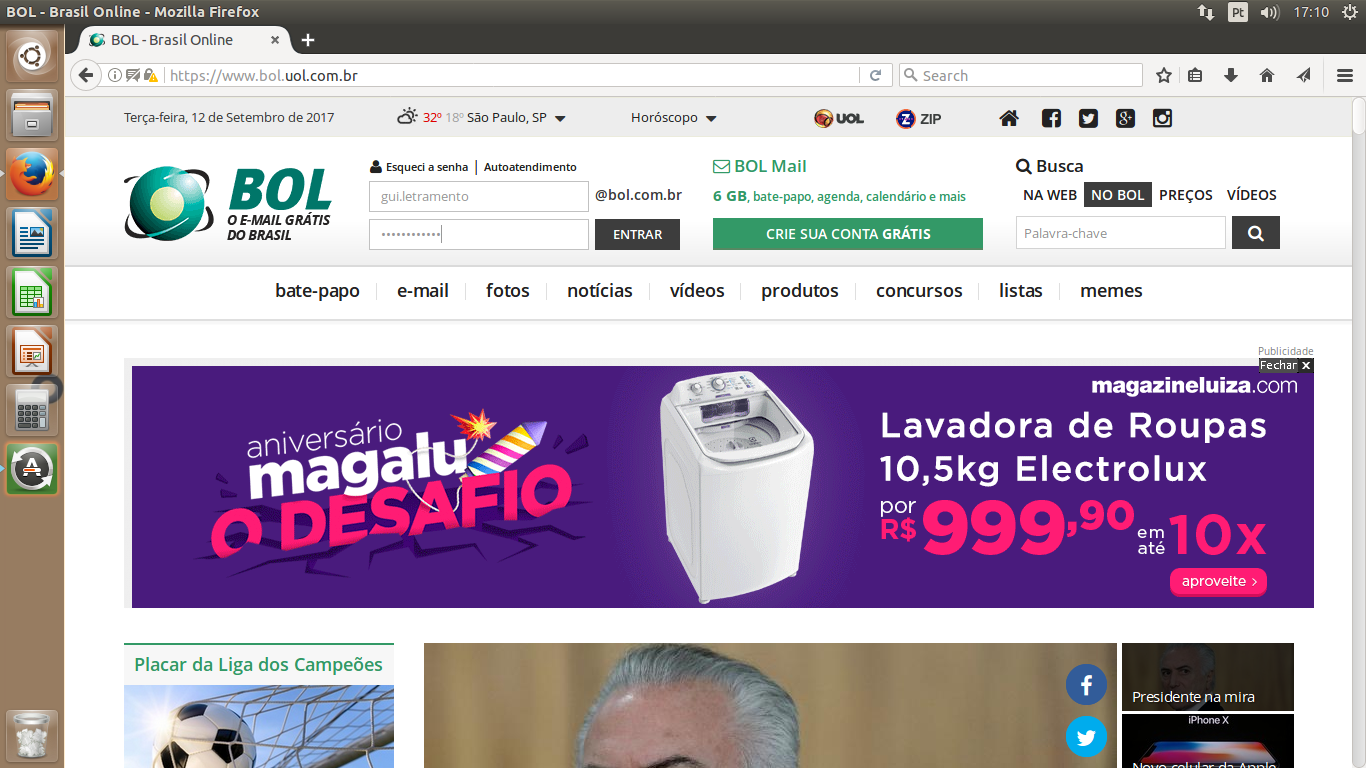 BOL - Brasil Online - Mozilla Firefox
Pt
17:10
BOL - Brasil Online
https://www.bol.uol.com.br
Search
Terça-feira, 12 de Setembro de 2017
32º 18º São Paulo, SP
Horóscopo
UOL
ZIP
Esqueci a senha | Autoatendimento
BOL
O E-MAIL GRÁTIS
DO BRASIL
gui.letramento
@bol.com.br
••••••••••••
ENTRAR
BOL Mail
6 GB, bate-papo, agenda, calendário e mais
CRIE SUA CONTA GRÁTIS
Busca
NA WEB
NO BOL
PREÇOS
VÍDEOS
Palavra-chave
bate-papo
e-mail
fotos
notícias
vídeos
produtos
concursos
listas
memes
Publicidade
Fechar X
magazineluiza.com
aniversário
magalu
O DESAFIO
Lavadora de Roupas
10,5kg Electrolux
por
R$ 999,90
em
até
10x
aproveite >
Placar da Liga dos Campeões
Presidente na mira
iPhone X
Novo celular da Apple